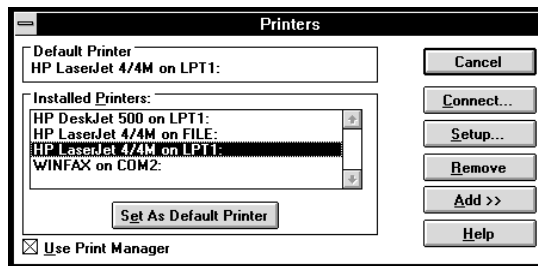 Printers
Default Printer
HP LaserJet 4/4M on LPT1:
Installed Printers:
HP DeskJet 500 on LPT1:
HP LaserJet 4/4M on FILE:
HP LaserJet 4/4M on LPT1:
WINFAX on COM2:
Set As Default Printer
Use Print Manager
Cancel
Connect...
Setup...
Remove
Add >>
Help